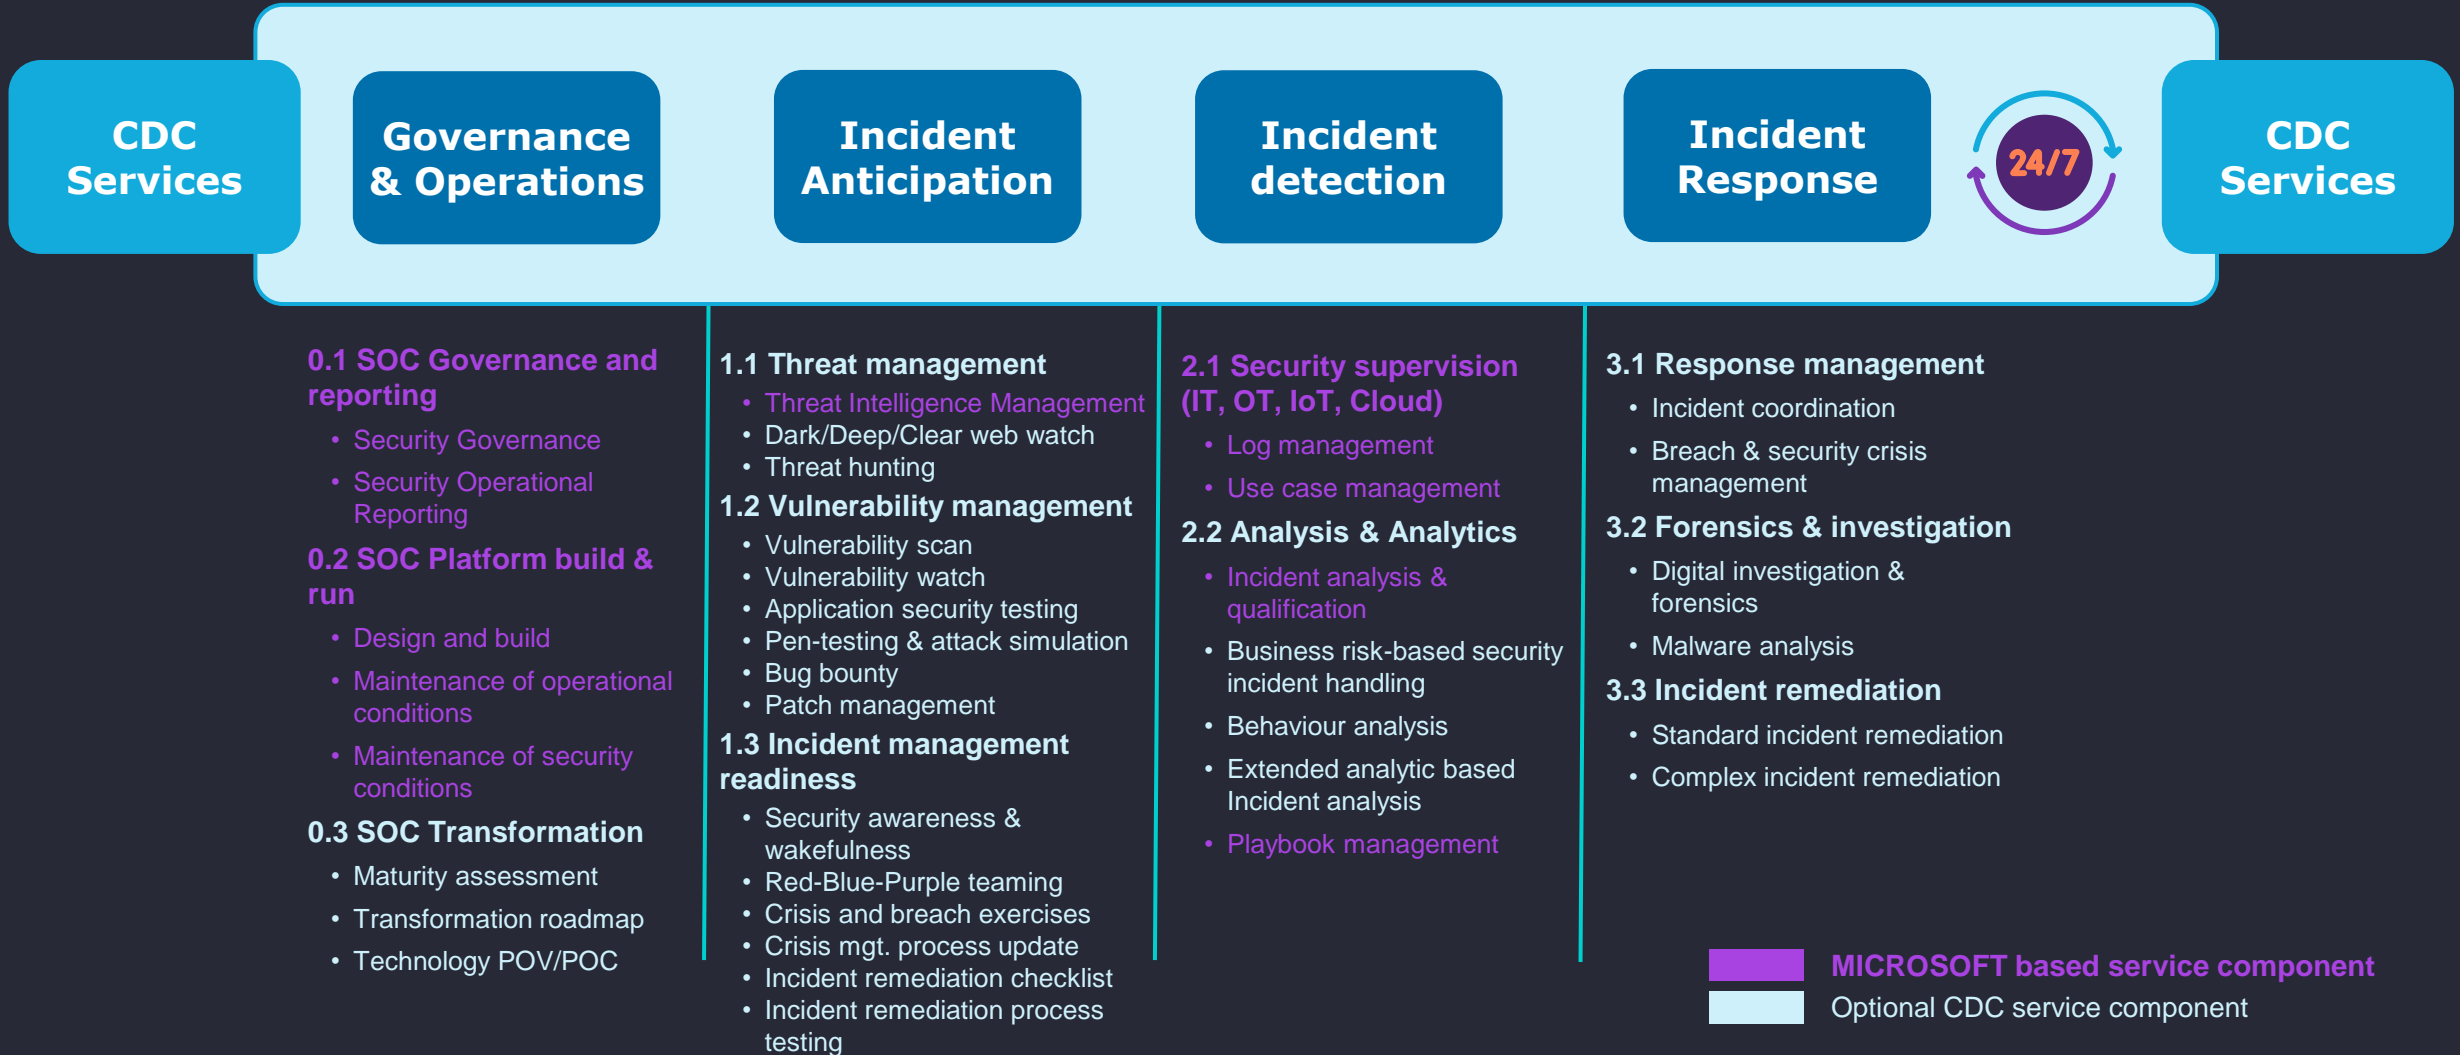 CDC
Services
Governance
& Operations
Incident
Anticipation
Incident
detection
Incident
Response
24/7
CDC
Services
0.1 SOC Governance and
reporting
• Security Governance
• Security Operational
Reporting
0.2 SOC Platform build &
run
• Design and build
• Maintenance of operational
conditions
• Maintenance of security
conditions
0.3 SOC Transformation
• Maturity assessment
• Transformation roadmap
• Technology POV/POC
1.1 Threat management
• Threat Intelligence Management
• Dark/Deep/Clear web watch
• Threat hunting
1.2 Vulnerability management
• Vulnerability scan
• Vulnerability watch
• Application security testing
• Pen-testing & attack simulation
• Bug bounty
• Patch management
1.3 Incident management
readiness
• Security awareness &
wakefulness
• Red-Blue-Purple teaming
• Crisis and breach exercises
• Crisis mgt. process update
• Incident remediation checklist
• Incident remediation process
testing
2.1 Security supervision
(IT, OT, IoT, Cloud)
• Log management
• Use case management
2.2 Analysis & Analytics
• Incident analysis &
qualification
• Business risk-based security
incident handling
• Behaviour analysis
• Extended analytic based
Incident analysis
• Playbook management
3.1 Response management
• Incident coordination
• Breach & security crisis
management
3.2 Forensics & investigation
• Digital investigation &
forensics
• Malware analysis
3.3 Incident remediation
• Standard incident remediation
• Complex incident remediation
MICROSOFT based service component
Optional CDC service component